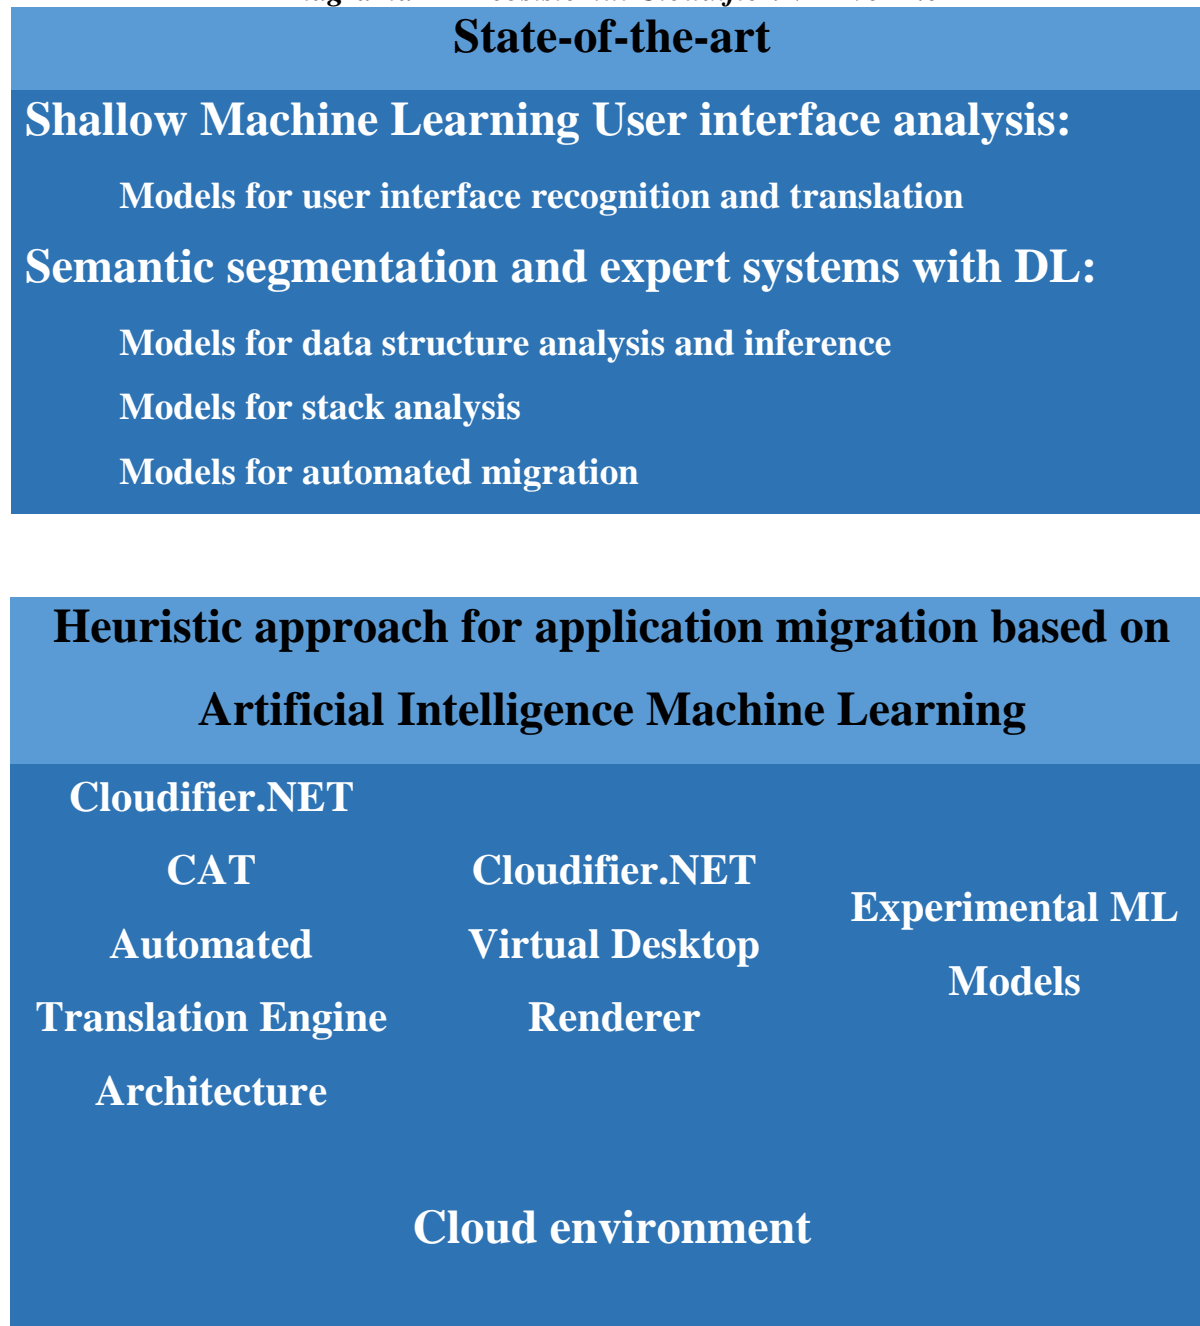 State-of-the-art
Shallow Machine Learning User interface analysis:
Models for user interface recognition and translation
Semantic segmentation and expert systems with DL:
Models for data structure analysis and inference
Models for stack analysis
Models for automated migration
Heuristic approach for application migration based on
Artificial Intelligence Machine Learning
Cloudifier.NET
CAT
Automated
Translation Engine
Architecture
Cloudifier.NET
Virtual Desktop
Renderer
Experimental ML
Models
Cloud environment